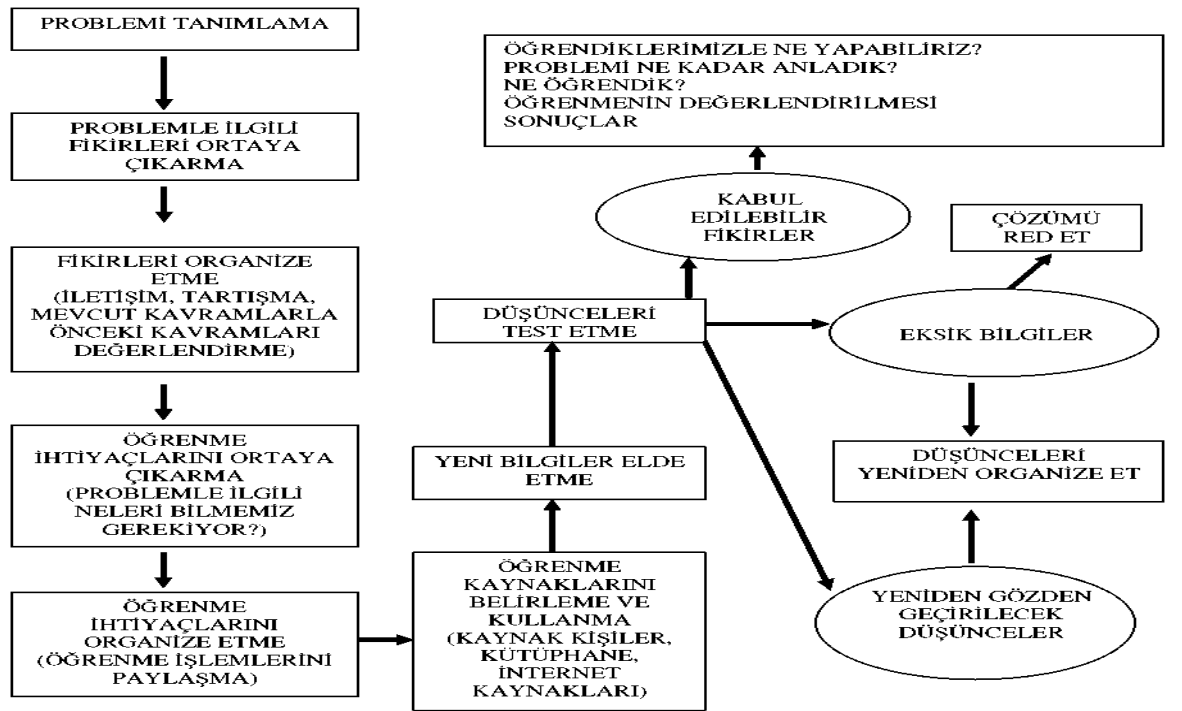 PROBLEMİ TANIMLAMA
PROBLEMLE İLGİLİ
FİKİRLERİ ORTAYA
ÇIKARMA
FİKİRLERİ ORGANİZE
ETME
(İLETİŞİM, TARTIŞMA,
MEVCUT KAVRAMLARLA
ÖNCEKİ KAVRAMLARI
DEĞERLENDİRME)
ÖĞRENME
İHTİYAÇLARINI ORTAYA
ÇIKARMA
(PROBLEMLE İLGİLİ
NELERİ BİLMEMİZ
GEREKİYOR?)
ÖĞRENME
İHTİYAÇLARINI
ORGANİZE ETME
(ÖĞRENME İŞLEMLERİNİ
PAYLAŞMA)
ÖĞRENME
KAYNAKLARINI
BELİRLEME VE
KULLANMA
(KAYNAK KİŞİLER,
KÜTÜPHANE,
İNTERNET
KAYNAKLARI)
YENİ BİLGİLER ELDE
ETME
DÜŞÜNCELERİ
TEST ETME
KABUL
EDİLEBİLİR
FİKİRLER
ÖĞRENDİKLERİMİZLE NE YAPABİLİRİZ?
PROBLEMİ NE KADAR ANLADIK?
NE ÖĞRENDİK?
ÖĞRENMENİN DEĞERLENDİRİLMESİ
SONUÇLAR
EKSİK BİLGİLER
ÇÖZÜMÜ
RED ET
DÜŞÜNCELERİ
YENİDEN ORGANİZE ET
YENİDEN GÖZDEN
GEÇİRİLECEK
DÜŞÜNCELER